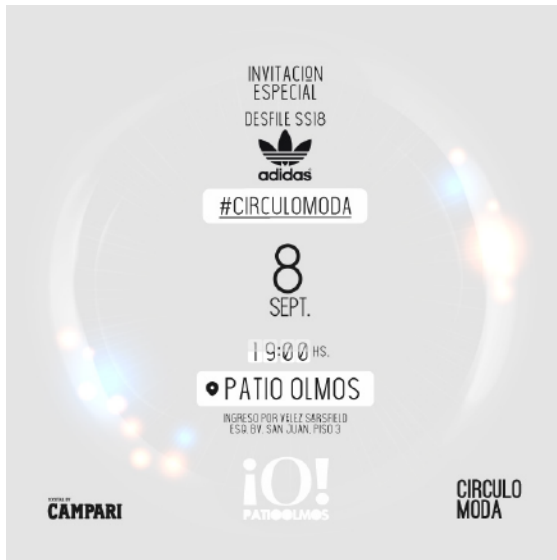 INVITACIÓN
ESPECIAL
DESFILE SS18
adidas
#CIRCULOMODA
8
SEPT.
19:00 HS.
PATIO OLMOS
INGRESO POR VELEZ SARSFIELD
ESQ. BV. SAN JUAN, PISO 3
¡O!
PATIOOLMOS
CAMPARI
CIRCULO
MODA